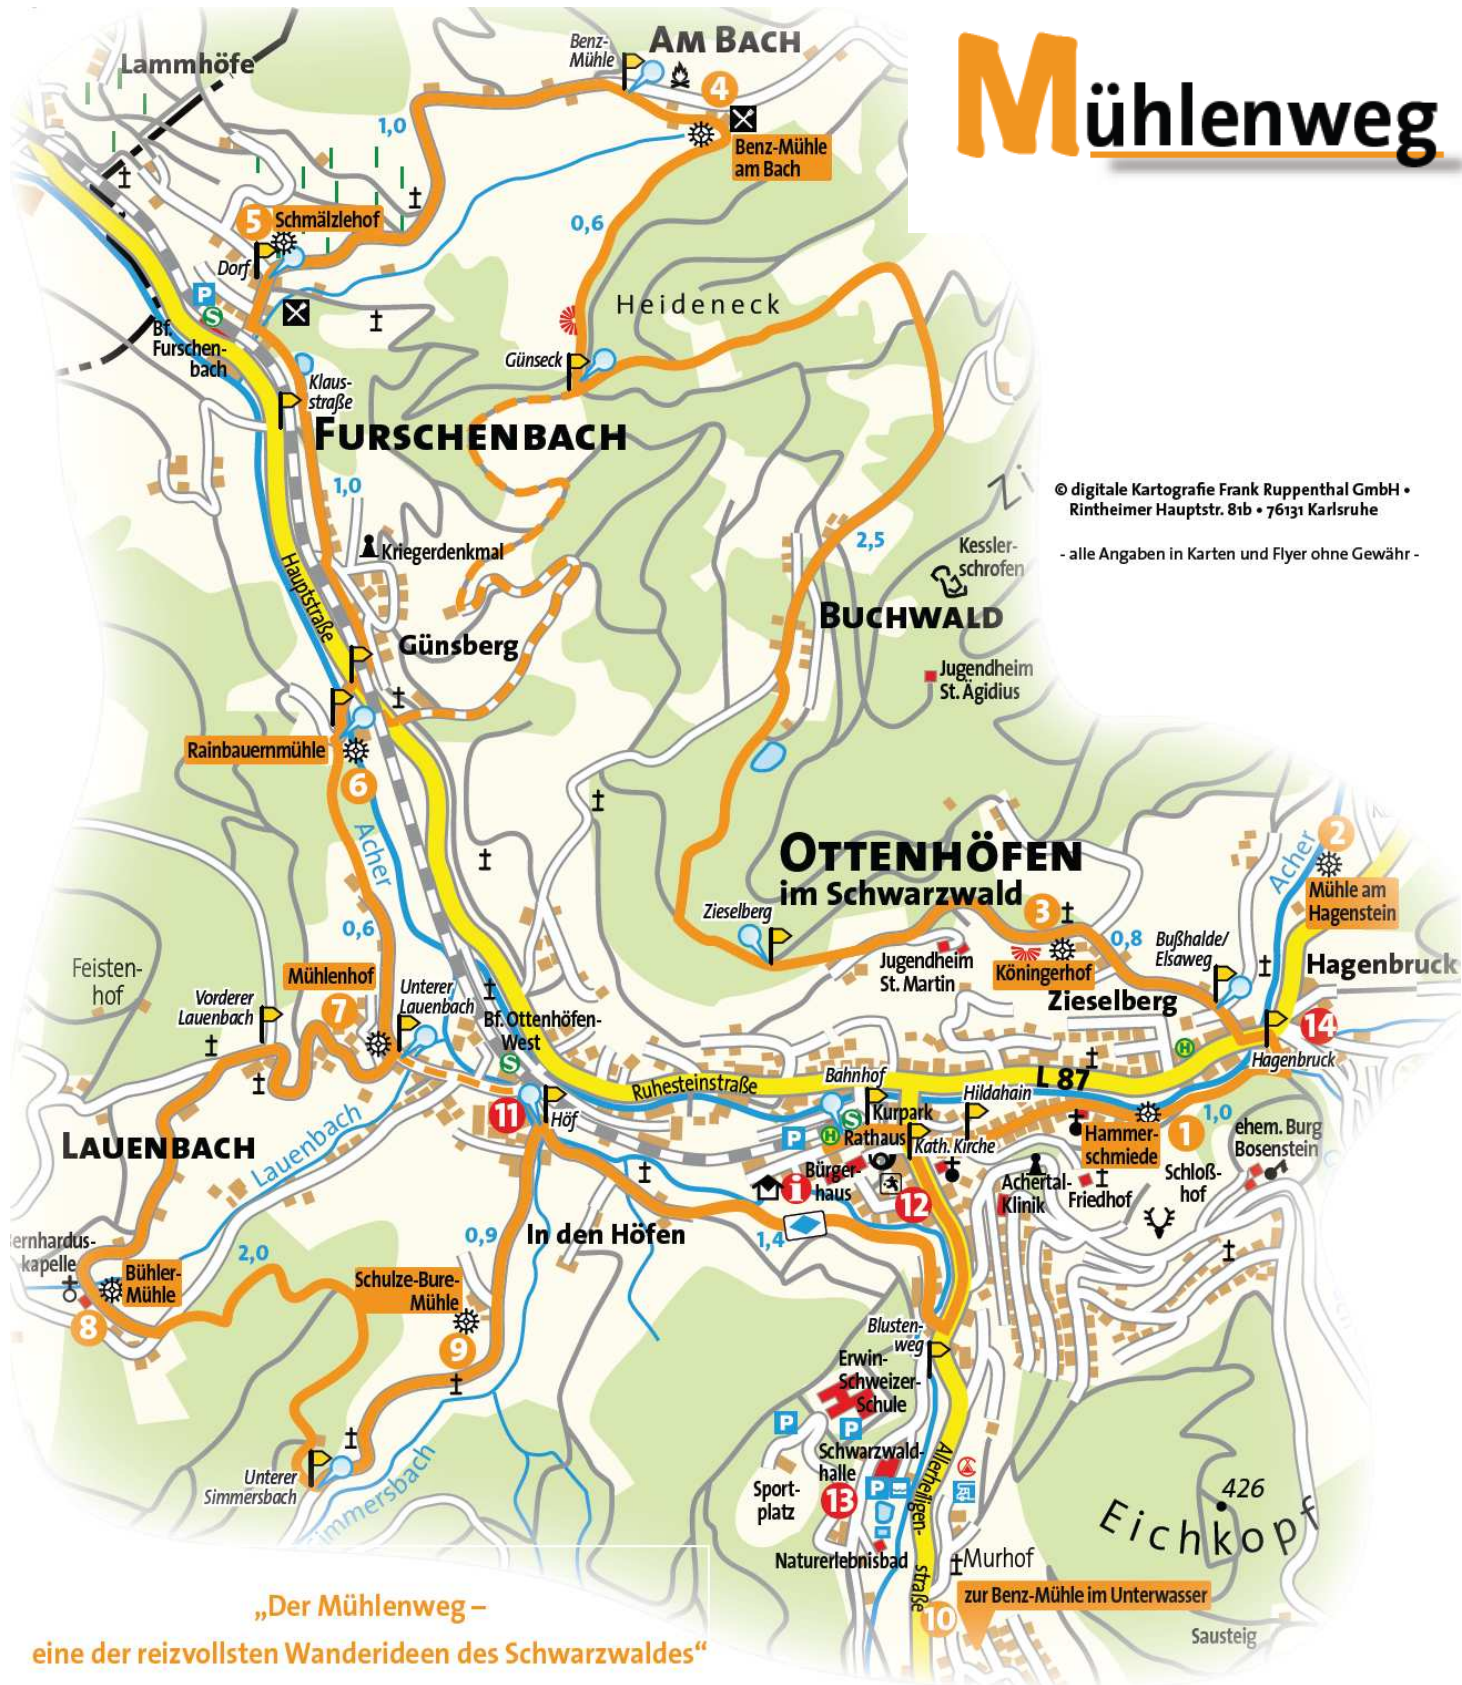 Mühlenweg
Lammhöfe
Benz-
Mühle
AM BACH
4
1,0
Benz-Mühle
am Bach
5
Schmälzlehof
0,6
Dorf
P
S
Heideneck
Bf.
Furschen-
bach
Günseck
Klaus-
straße
FURSCHENBACH
1,0
© digitale Kartografie Frank Ruppenthal GmbH •
Rintheimer Hauptstr. 81b • 76131 Karlsruhe
- alle Angaben in Karten und Flyer ohne Gewähr -
2,5
Kessler-
schrofen
Kriegerdenkmal
Hauptstraße
BUCHWALD
Günsberg
Jugendheim
St. Ägidius
Rainbauernmühle
6
Acher
OTTENHÖFEN
im Schwarzwald
2
Acher
Mühle am
Hagenstein
Zieselberg
3
0,6
0,8
Bußhalde/
Elsaweg
Jugendheim
St. Martin
Köningerhof
Hagenbruck
Feisten-
hof
Mühlenhof
Zieselberg
Vorderer
Lauenbach
7
Unterer
Lauenbach
Bf. Ottenhöfen-
West
S
14
H
Hagenbruck
Ruhesteinstraße
Bahnhof
L 87
Hildahain
11
Höf
Kurpark
S
P
H
Rathaus
Kath. Kirche
Hammer-
schmiede
1
1,0
ehem. Burg
Bosenstein
LAUENBACH
Lauenbach
Bürger-
haus
i
12
Achertal-
Klinik
Friedhof
Schloß-
hof
In den Höfen
0,9
1,4
ernhardus-
kapelle
2,0
Bühler-
Mühle
8
Schulze-Bure-
Mühle
9
Blusten-
weg
Erwin-
Schweizer-
Schule
P
P
Schwarzwald-
halle
13
P
Allerheiligen-
straße
Sport-
platz
Unterer
Simmersbach
immersbach
426
Eichkopf
Naturerlebnisbad
Murhof
zur Benz-Mühle im Unterwasser
10
Sausteig
„Der Mühlenweg –
eine der reizvollsten Wanderideen des Schwarzwaldes“